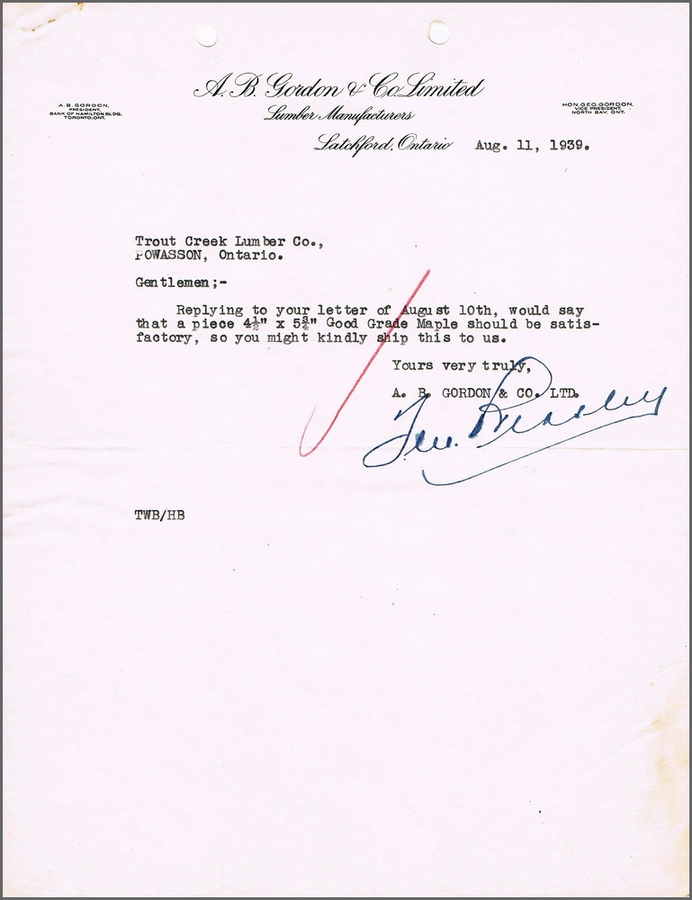 A. B. Gordon & Co. Limited
Lumber Manufacturers
A.B. GORDON,
PRESIDENT.
BANK OF HAMILTON BLDG.
TORONTO, ONT.
HON. GEO. GORDON,
VICE PRESIDENT.
NORTH BAY, ONT.
Latchford, Ontario Aug. 11, 1939.
Trout Creek Lumber Co.,
POWASSON, Ontario.
Gentlemen;-
Replying to your letter of August 10th, would say
that a piece 4½" x 5¾" Good Grade Maple should be satis-
factory, so you might kindly ship this to us.
Yours very truly,
A. B. GORDON & CO. LTD.
TWB/HB